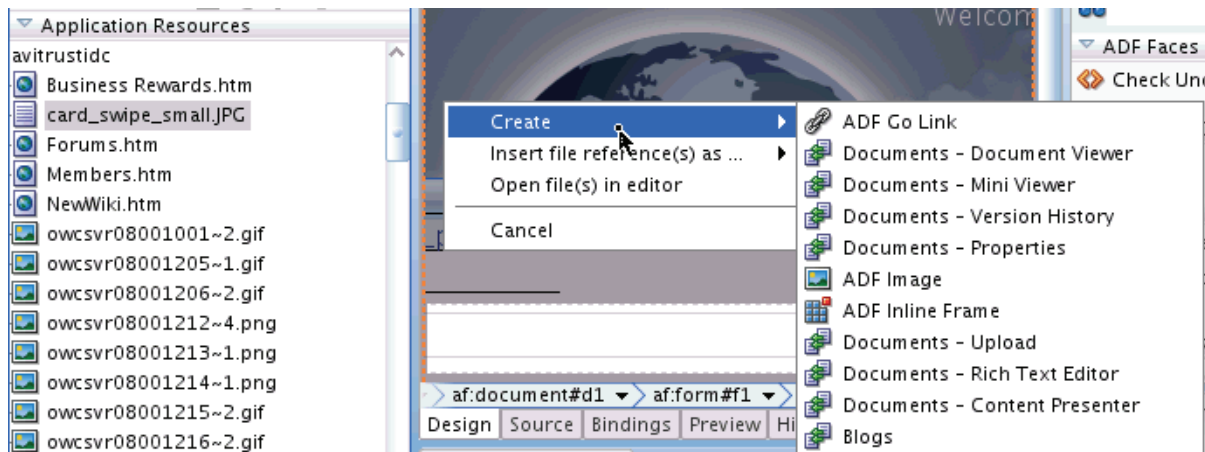 Application Resources
avitrustidc
Business Rewards.htm
card_swipe_small.JPG
Forums.htm
Members.htm
NewWiki.htm
owcsvr08001001~2.gif
owcsvr08001205~1.gif
owcsvr08001206~2.gif
owcsvr08001212~4.png
owcsvr08001213~1.png
owcsvr08001214~1.png
owcsvr08001215~2.gif
owcsvr08001216~2.gif
Welcom
Create
Insert file reference(s) as ...
Open file(s) in editor
Cancel
af:document#d1
af:form#f1
Design
Source
Bindings
Preview
Hi
ADF Faces
Check Und
ADF Go Link
Documents - Document Viewer
Documents - Mini Viewer
Documents - Version History
Documents - Properties
ADF Image
ADF Inline Frame
Documents - Upload
Documents - Rich Text Editor
Documents - Content Presenter
Blogs